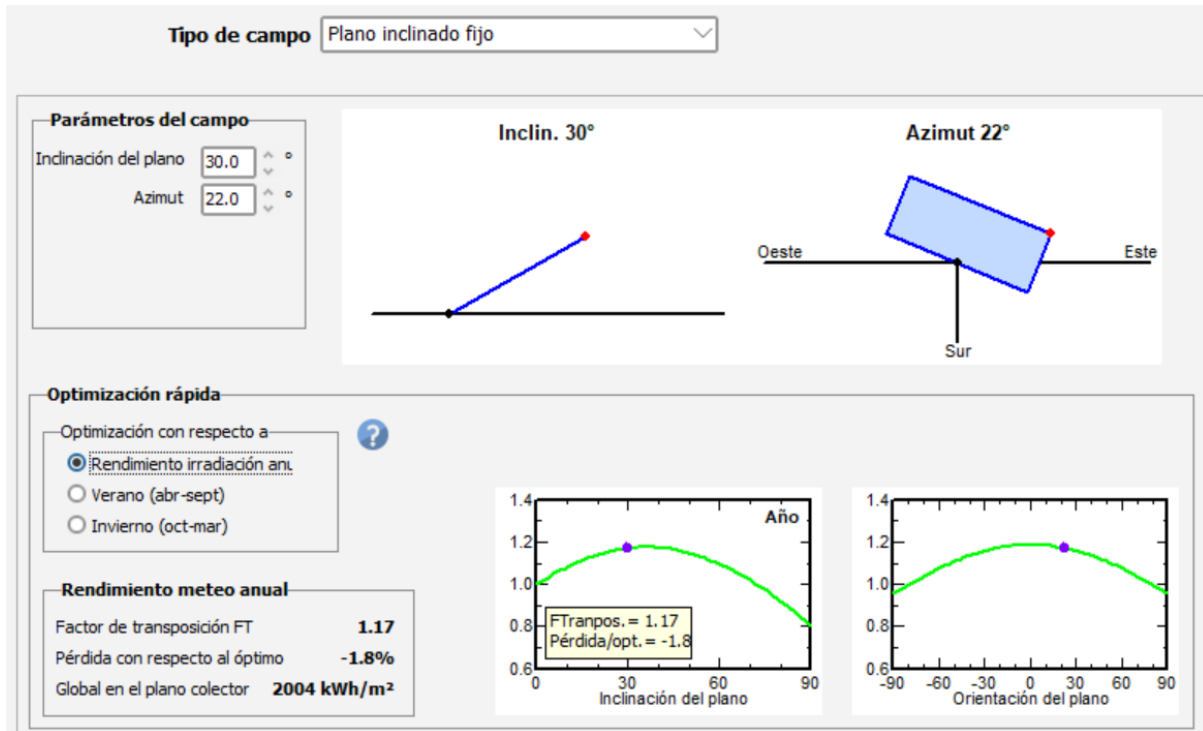 Tipo de campo Plano inclinado fijo
Parámetros del campo
Inclinación del plano 30.0 °
Azimut 22.0 °
Inclin. 30°
Azimut 22°
Oeste
Este
Sur
Optimización rápida
Optimización con respecto a
Rendimiento irradiación anu
Verano (abr-sept)
Invierno (oct-mar)
?
Rendimiento meteo anual
Factor de transposición FT 1.17
Pérdida con respecto al óptimo -1.8%
Global en el plano colector 2004 kWh/m²
Año
1.4
1.2
1.0
0.8
0.6
FTranpos.= 1.17
Pérdida/opt.= -1.8
0 30 60 90
Inclinación del plano
1.4
1.2
1.0
0.8
0.6
-90 -60 -30 0 30 60 90
Orientación del plano